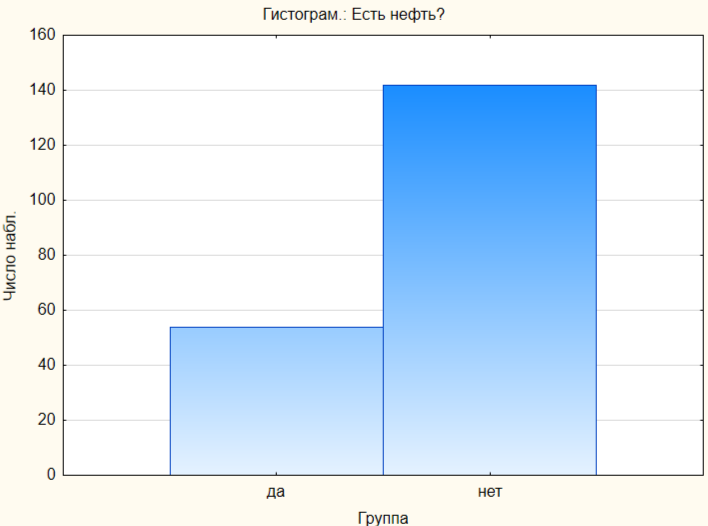 Гистограм.: Есть нефть?
160
140
120
100
80
60
40
20
0
Число набл.
да
нет
Группа